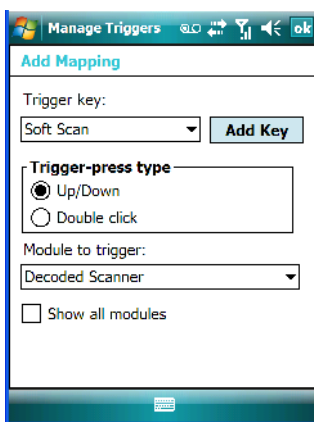 Manage Triggers ok
Add Mapping
Trigger key:
Soft Scan Add Key
Trigger-press type
Up/Down
Double click
Module to trigger:
Decoded Scanner
Show all modules